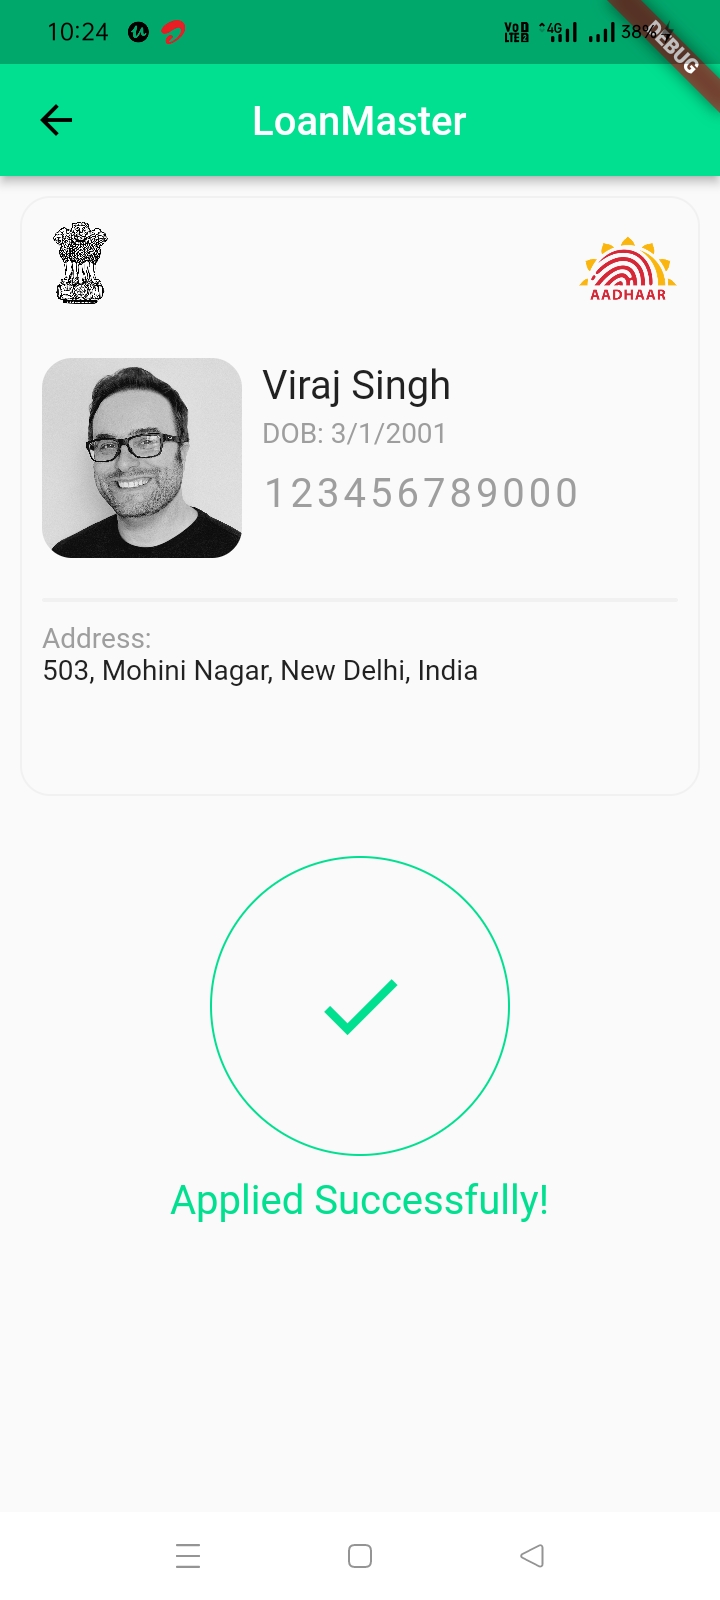 10:24
Vo D
LTE 2
4G
38%
DEBUG
LoanMaster
AADHAAR
Viraj Singh
DOB: 3/1/2001
123456789000
Address:
503, Mohini Nagar, New Delhi, India
Applied Successfully!